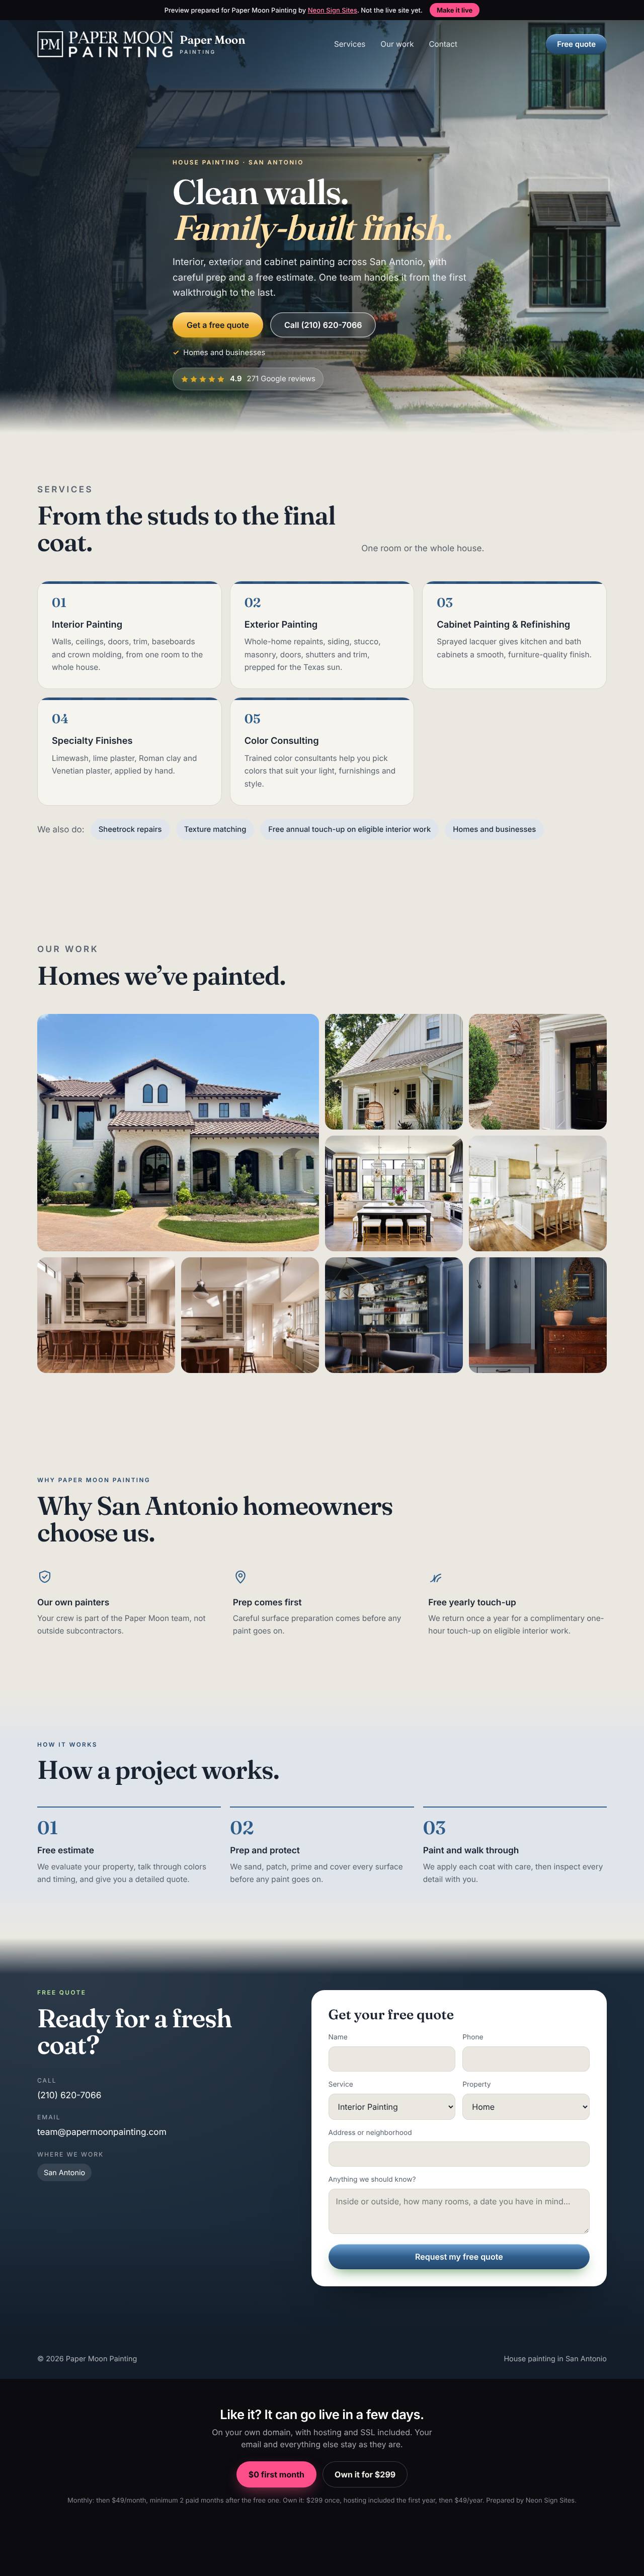 Preview prepared for Paper Moon Painting by Neon Sign Sites. Not the live site yet. Make it live
PM PAPER MOON PAINTING
Paper Moon
PAINTING
Services Our work Contact
Free quote
HOUSE PAINTING · SAN ANTONIO
Clean walls.
Family-built finish.
Interior, exterior and cabinet painting across San Antonio, with
careful prep and a free estimate. One team handles it from the first
walkthrough to the last.
Get a free quote Call (210) 620-7066
✓ Homes and businesses
★★★★★ 4.9 271 Google reviews
SERVICES
From the studs to the final
coat.
One room or the whole house.
01
Interior Painting
Walls, ceilings, doors, trim, baseboards
and crown molding, from one room to the
whole house.
02
Exterior Painting
Whole-home repaints, siding, stucco,
masonry, doors, shutters and trim,
prepped for the Texas sun.
03
Cabinet Painting & Refinishing
Sprayed lacquer gives kitchen and bath
cabinets a smooth, furniture-quality finish.
04
Specialty Finishes
Limewash, lime plaster, Roman clay and
Venetian plaster, applied by hand.
05
Color Consulting
Trained color consultants help you pick
colors that suit your light, furnishings and
style.
We also do: Sheetrock repairs Texture matching Free annual touch-up on eligible interior work Homes and businesses
OUR WORK
Homes we’ve painted.
WHY PAPER MOON PAINTING
Why San Antonio homeowners
choose us.
Our own painters
Your crew is part of the Paper Moon team, not
outside subcontractors.
Prep comes first
Careful surface preparation comes before any
paint goes on.
Free yearly touch-up
We return once a year for a complimentary one-
hour touch-up on eligible interior work.
HOW IT WORKS
How a project works.
01
Free estimate
We evaluate your property, talk through colors
and timing, and give you a detailed quote.
02
Prep and protect
We sand, patch, prime and cover every surface
before any paint goes on.
03
Paint and walk through
We apply each coat with care, then inspect every
detail with you.
FREE QUOTE
Ready for a fresh
coat?
CALL
(210) 620-7066
EMAIL
team@papermoonpainting.com
WHERE WE WORK
San Antonio
Get your free quote
Name Phone
Service Property
Interior Painting Home
Address or neighborhood
Anything we should know?
Inside or outside, how many rooms, a date you have in mind...
Request my free quote
© 2026 Paper Moon Painting
House painting in San Antonio
Like it? It can go live in a few days.
On your own domain, with hosting and SSL included. Your
email and everything else stay as they are.
$0 first month Own it for $299
Monthly: then $49/month, minimum 2 paid months after the free one. Own it: $299 once, hosting included the first year, then $49/year. Prepared by Neon Sign Sites.